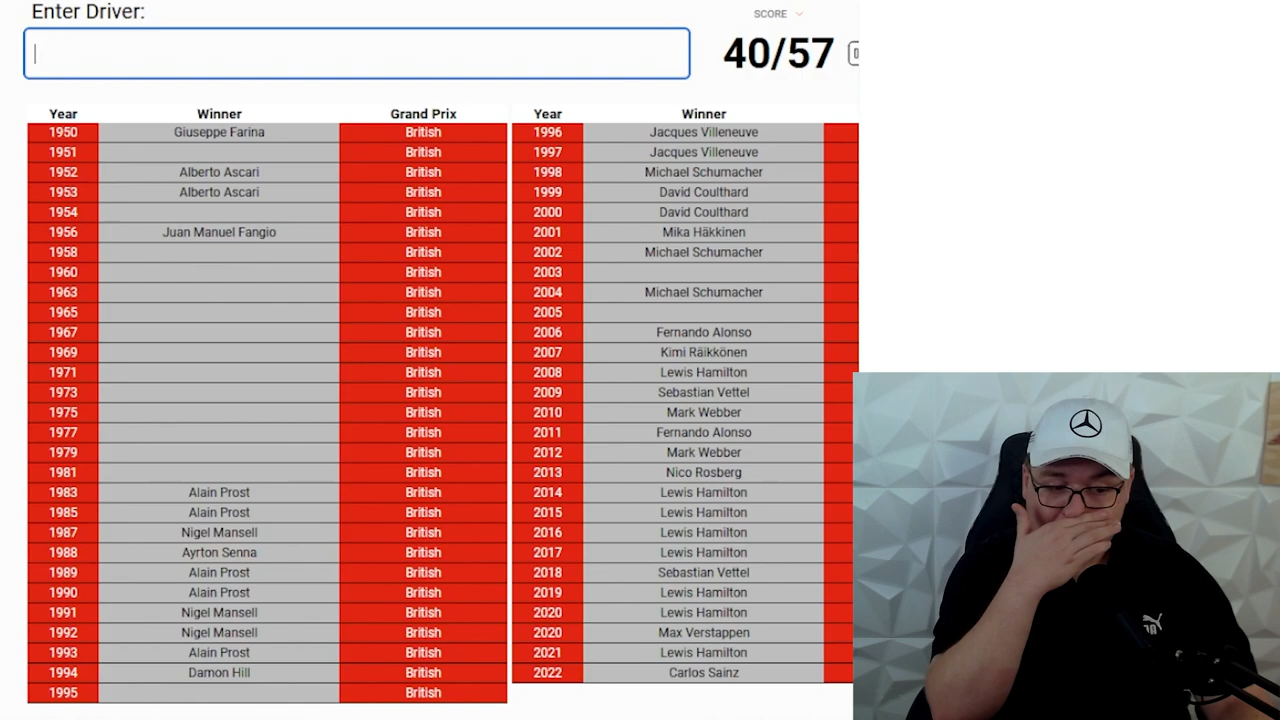 Enter Driver:
SCORE
40/57
Year Winner Grand Prix Year Winner
1950 Giuseppe Farina British 1996 Jacques Villeneuve
1951 British 1997 Jacques Villeneuve
1952 Alberto Ascari British 1998 Michael Schumacher
1953 Alberto Ascari British 1999 David Coulthard
1954 British 2000 David Coulthard
1956 Juan Manuel Fangio British 2001 Mika Häkkinen
1958 British 2002 Michael Schumacher
1960 British 2003
1963 British 2004 Michael Schumacher
1965 British 2005
1967 British 2006 Fernando Alonso
1969 British 2007 Kimi Räikkönen
1971 British 2008 Lewis Hamilton
1973 British 2009 Sebastian Vettel
1975 British 2010 Mark Webber
1977 British 2011 Fernando Alonso
1979 British 2012 Mark Webber
1981 British 2013 Nico Rosberg
1983 Alain Prost British 2014 Lewis Hamilton
1985 Alain Prost British 2015 Lewis Hamilton
1987 Nigel Mansell British 2016 Lewis Hamilton
1988 Ayrton Senna British 2017 Lewis Hamilton
1989 Alain Prost British 2018 Sebastian Vettel
1990 Alain Prost British 2019 Lewis Hamilton
1991 Nigel Mansell British 2020 Lewis Hamilton
1992 Nigel Mansell British 2020 Max Verstappen
1993 Alain Prost British 2021 Lewis Hamilton
1994 Damon Hill British 2022 Carlos Sainz
1995 British